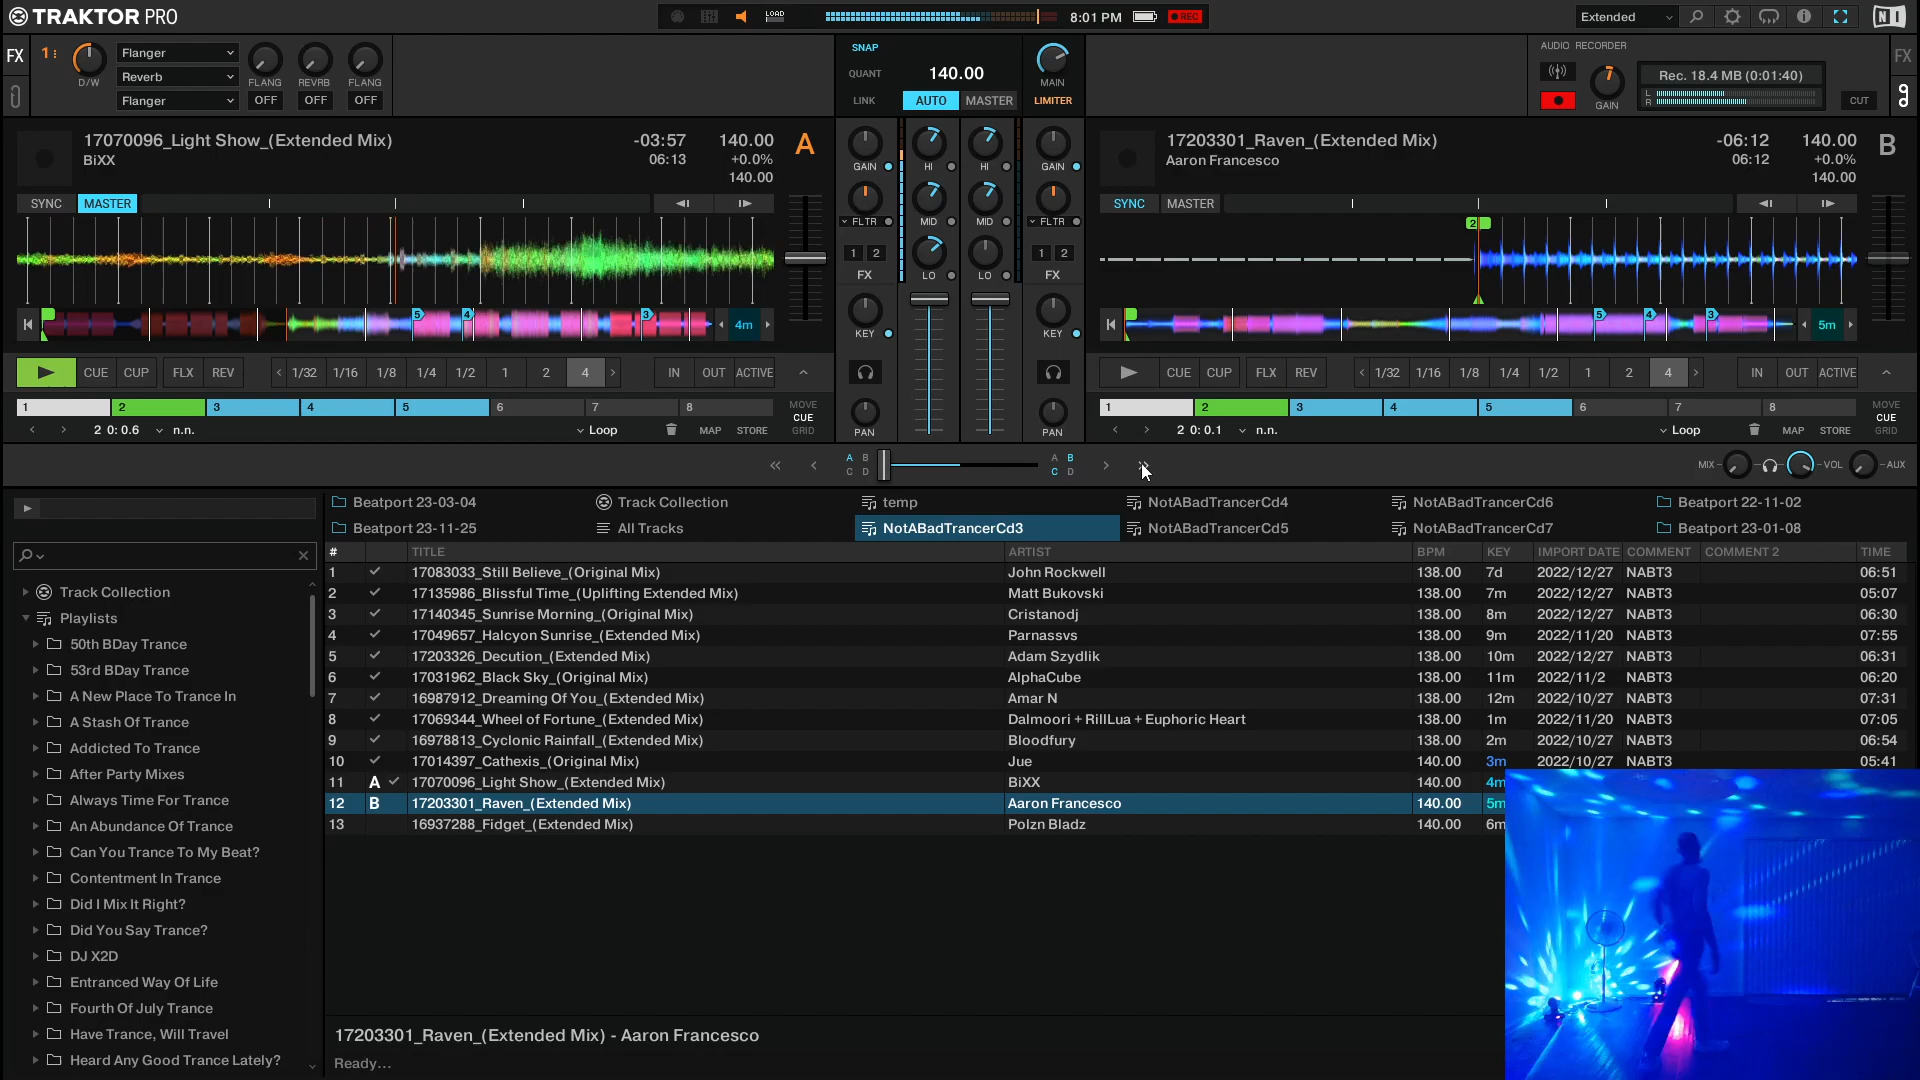 TRAKTOR PRO
LOAD 8:01 PM REC
Extended
FX 1 D/W
Flanger
Reverb
Flanger
FLANG REVRB FLANG
OFF OFF OFF
SNAP
QUANT 140.00
LINK AUTO MASTER
MAIN
LIMITER
AUDIO RECORDER
GAIN
Rec. 18.4 MB (0:01:40)
L
R
CUT
FX
17070096_Light Show_(Extended Mix) -03:57 140.00 A
BiXX 06:13 +0.0%
140.00
SYNC MASTER
5 4 3
4m
CUE CUP FLX REV 1/32 1/16 1/8 1/4 1/2 1 2 4 IN OUT ACTIVE
1 2 3 4 5 6 7 8 MOVE
CUE
GRID
2 0: 0.6 n.n. Loop MAP STORE
GAIN HI HI GAIN
FLTR MID MID FLTR
1 2 1 2
FX LO LO FX
KEY KEY
PAN PAN
17203301_Raven_(Extended Mix) -06:12 140.00 B
Aaron Francesco 06:12 +0.0%
140.00
SYNC MASTER
2
5 4 3
5m
CUE CUP FLX REV 1/32 1/16 1/8 1/4 1/2 1 2 4 IN OUT ACTIVE
1 2 3 4 5 6 7 8 MOVE
CUE
GRID
2 0: 0.1 n.n. Loop MAP STORE
A B A B
C D C D
MIX VOL AUX
Beatport 23-03-04 Track Collection temp NotABadTrancerCd4 NotABadTrancerCd6 Beatport 22-11-02
Beatport 23-11-25 All Tracks NotABadTrancerCd3 NotABadTrancerCd5 NotABadTrancerCd7 Beatport 23-01-08
Track Collection
Playlists
50th BDay Trance
53rd BDay Trance
A New Place To Trance In
A Stash Of Trance
Addicted To Trance
After Party Mixes
Always Time For Trance
An Abundance Of Trance
Can You Trance To My Beat?
Contentment In Trance
Did I Mix It Right?
Did You Say Trance?
DJ X2D
Entranced Way Of Life
Fourth Of July Trance
Have Trance, Will Travel
Heard Any Good Trance Lately?
# TITLE ARTIST BPM KEY IMPORT DATE COMMENT COMMENT 2 TIME
1 17083033_Still Believe_(Original Mix) John Rockwell 138.00 7d 2022/12/27 NABT3 06:51
2 17135986_Blissful Time_(Uplifting Extended Mix) Matt Bukovski 138.00 7m 2022/12/27 NABT3 05:07
3 17140345_Sunrise Morning_(Original Mix) Cristanodj 138.00 8m 2022/12/27 NABT3 06:30
4 17049657_Halcyon Sunrise_(Extended Mix) Parnassvs 138.00 9m 2022/11/20 NABT3 07:55
5 17203326_Decution_(Extended Mix) Adam Szydlik 138.00 10m 2022/12/27 NABT3 06:31
6 17031962_Black Sky_(Original Mix) AlphaCube 138.00 11m 2022/11/2 NABT3 06:20
7 16987912_Dreaming Of You_(Extended Mix) Amar N 138.00 12m 2022/10/27 NABT3 07:31
8 17069344_Wheel of Fortune_(Extended Mix) Dalmoori + RillLua + Euphoric Heart 138.00 1m 2022/11/20 NABT3 07:05
9 16978813_Cyclonic Rainfall_(Extended Mix) Bloodfury 138.00 2m 2022/10/27 NABT3 06:54
10 17014397_Cathexis_(Original Mix) Jue 140.00 3m 2022/10/27 NABT3 05:41
11 A 17070096_Light Show_(Extended Mix) BiXX 140.00 4m
12 B 17203301_Raven_(Extended Mix) Aaron Francesco 140.00 5m
13 16937288_Fidget_(Extended Mix) Polzn Bladz 140.00 6m
17203301_Raven_(Extended Mix) - Aaron Francesco
Ready...